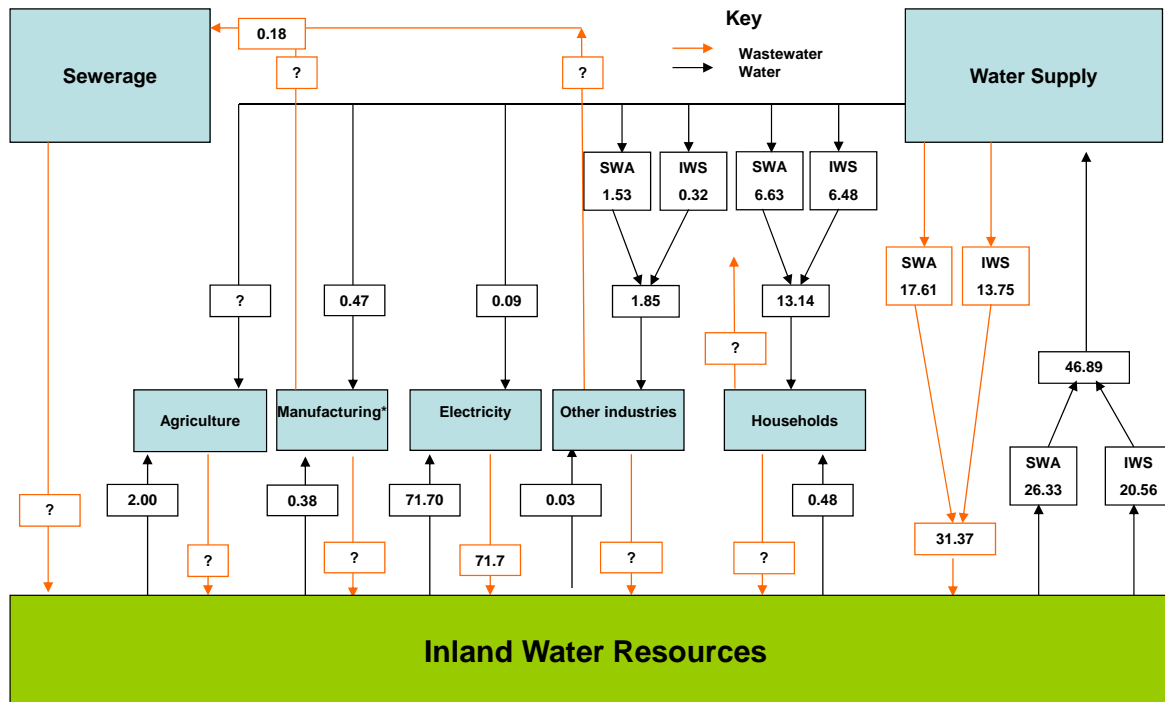 Key
Wastewater
Water
0.18
Sewerage
?
?
Water Supply
SWA
1.53
IWS
0.32
SWA
6.63
IWS
6.48
SWA
17.61
IWS
13.75
?
0.47
0.09
1.85
13.14
?
46.89
Agriculture
Manufacturing*
Electricity
Other industries
Households
SWA
26.33
IWS
20.56
?
2.00
0.38
71.70
0.03
0.48
?
?
71.7
?
?
31.37
Inland Water Resources